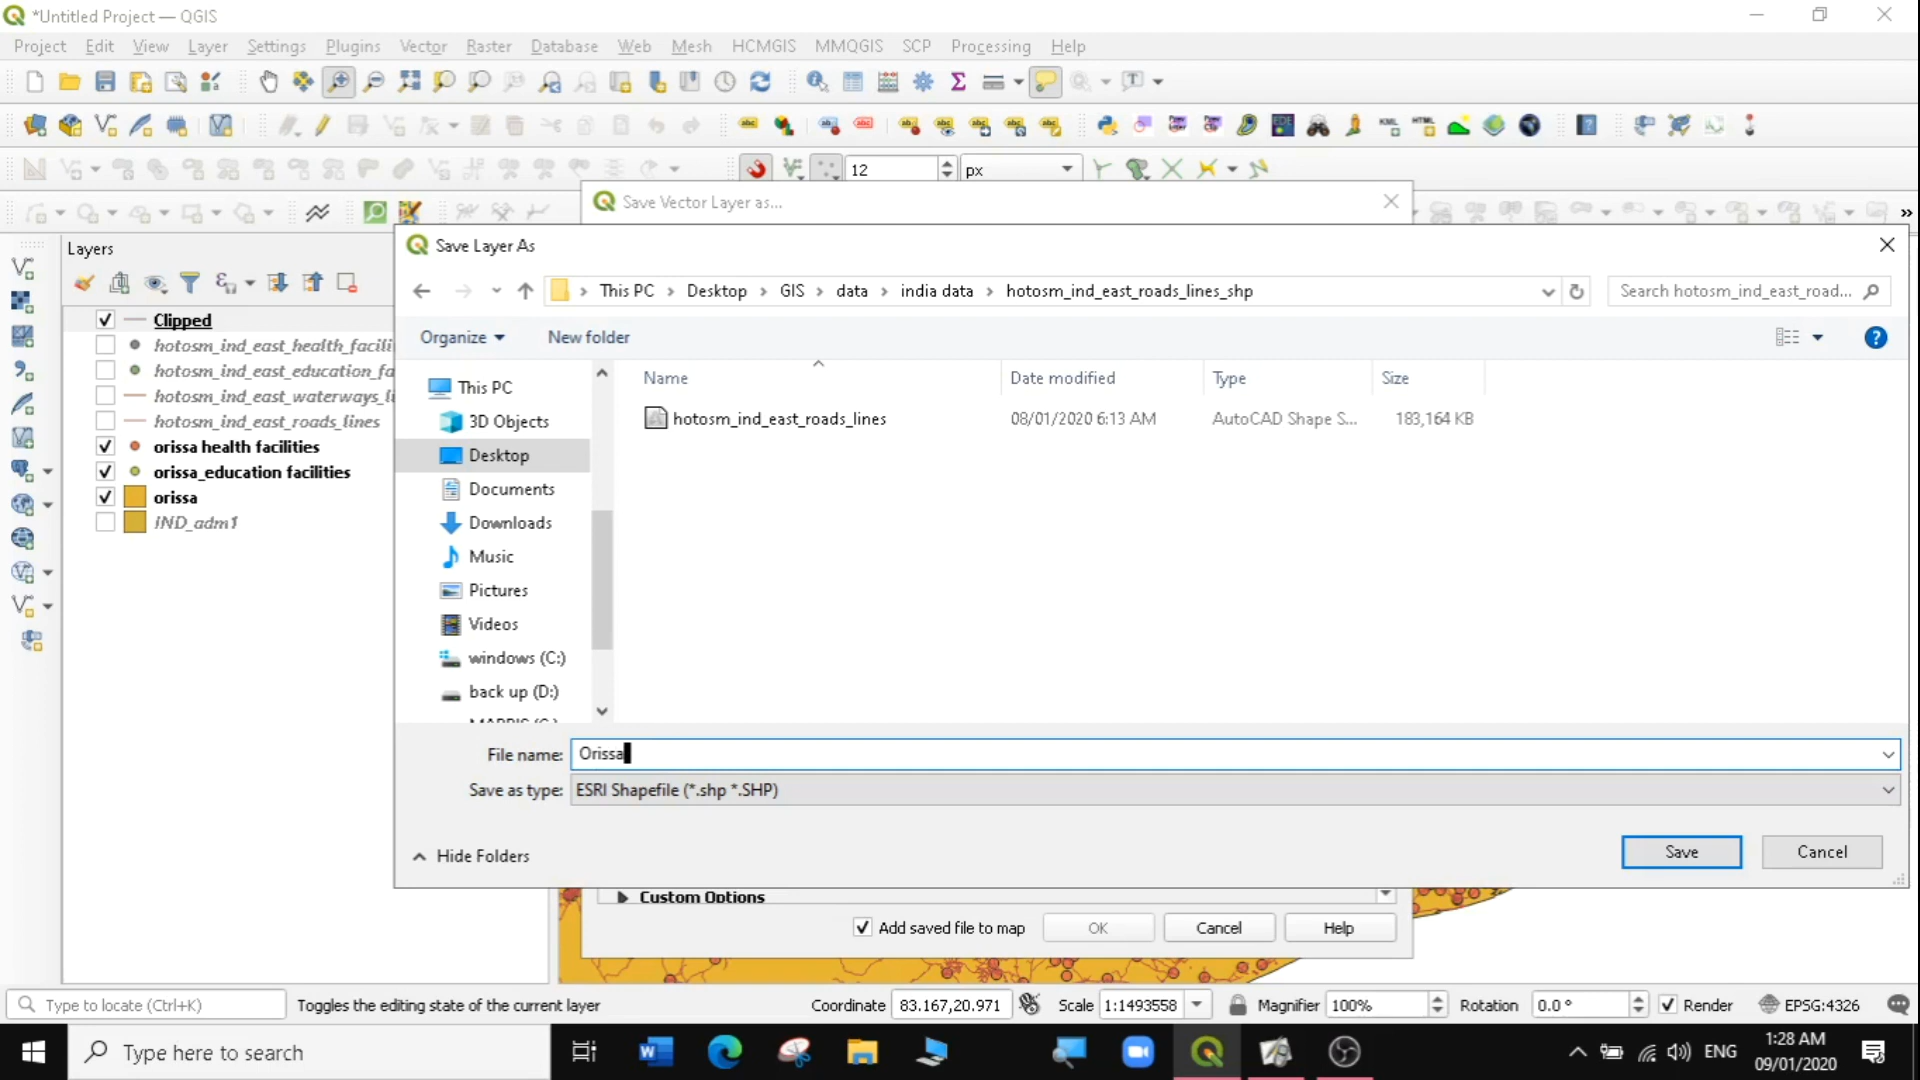 *Untitled Project — QGIS
Project Edit View Layer Settings Plugins Vector Raster Database Web Mesh HCMGIS MMQGIS SCP Processing Help
12 px
Save Vector Layer as...
Layers
Save Layer As
This PC › Desktop › GIS › data › india data › hotosm_ind_east_roads_lines_shp
Search hotosm_ind_east_road...
Organize New folder
Clipped
hotosm_ind_east_health_facili
hotosm_ind_east_education_fa
hotosm_ind_east_waterways_li
hotosm_ind_east_roads_lines
orissa health facilities
orissa_education facilities
orissa
IND_adm1
This PC
3D Objects
Desktop
Documents
Downloads
Music
Pictures
Videos
windows (C:)
back up (D:)
Name Date modified Type Size
hotosm_ind_east_roads_lines 08/01/2020 6:13 AM AutoCAD Shape S... 183,164 KB
File name: Orissa
Save as type: ESRI Shapefile (*.shp *.SHP)
Hide Folders
Save Cancel
Custom Options
Add saved file to map OK Cancel Help
Type to locate (Ctrl+K) Toggles the editing state of the current layer Coordinate 83.167,20.971 Scale 1:1493558 Magnifier 100% Rotation 0.0 ° Render EPSG:4326
Type here to search
ENG
1:28 AM
09/01/2020